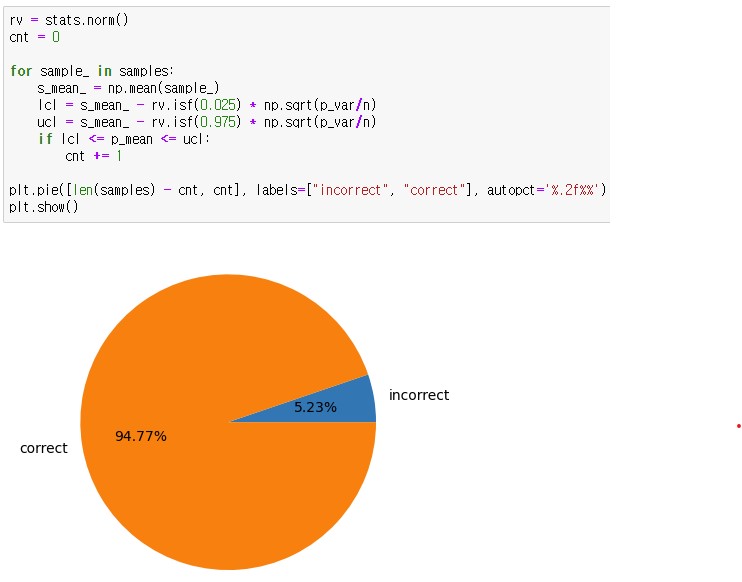 rv = stats.norm()
cnt = 0
for sample_ in samples:
s_mean_ = np.mean(sample_)
lcl = s_mean_ - rv.isf(0.025) * np.sqrt(p_var/n)
ucl = s_mean_ - rv.isf(0.975) * np.sqrt(p_var/n)
if lcl <= p_mean <= ucl:
cnt += 1
plt.pie([len(samples) - cnt, cnt], labels=["incorrect", "correct"], autopct='%.2f%%')
plt.show()
incorrect
5.23%
94.77%
correct